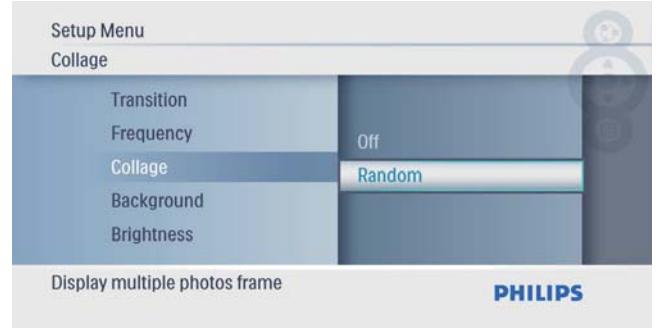 Setup Menu
Collage
Transition
Frequency
Collage
Background
Brightness
Off
Random
Display multiple photos frame
PHILIPS